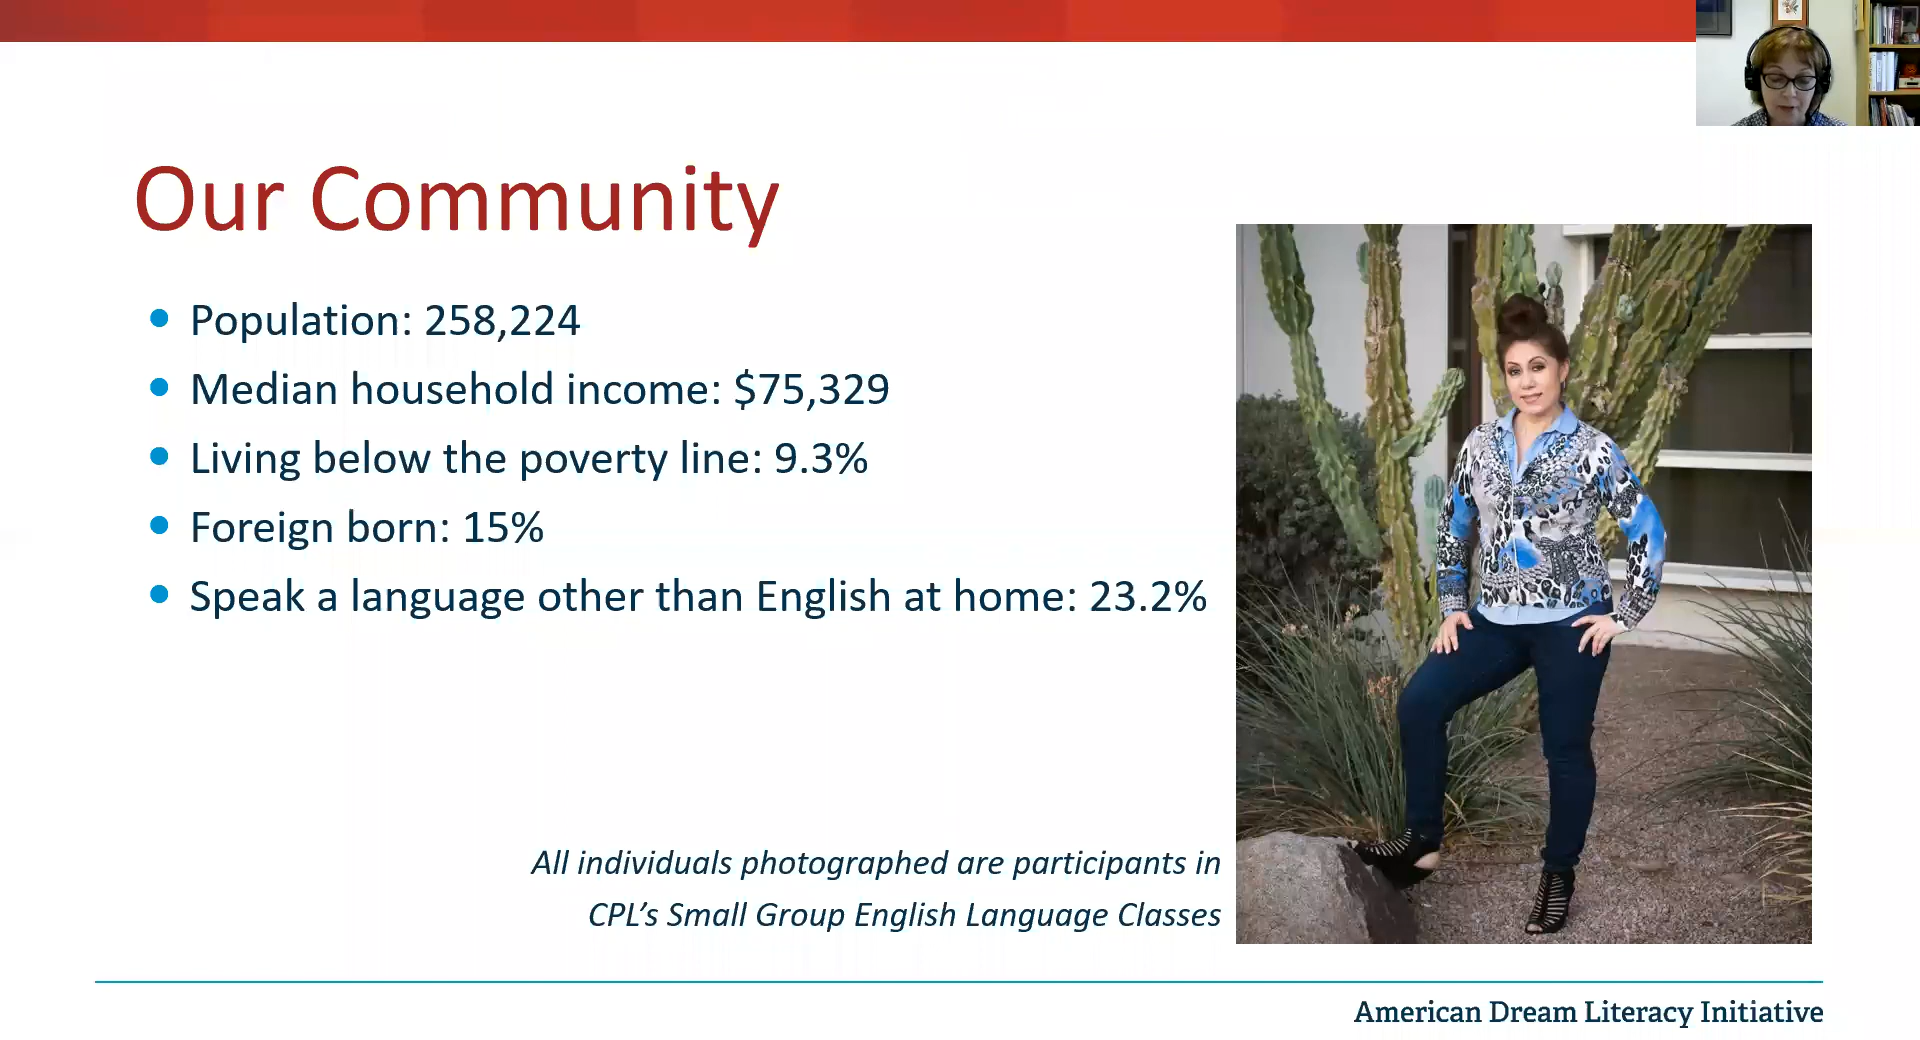 Our Community
Population: 258,224
Median household income: $75,329
Living below the poverty line: 9.3%
Foreign born: 15%
Speak a language other than English at home: 23.2%
All individuals photographed are participants in
CPL’s Small Group English Language Classes
American Dream Literacy Initiative